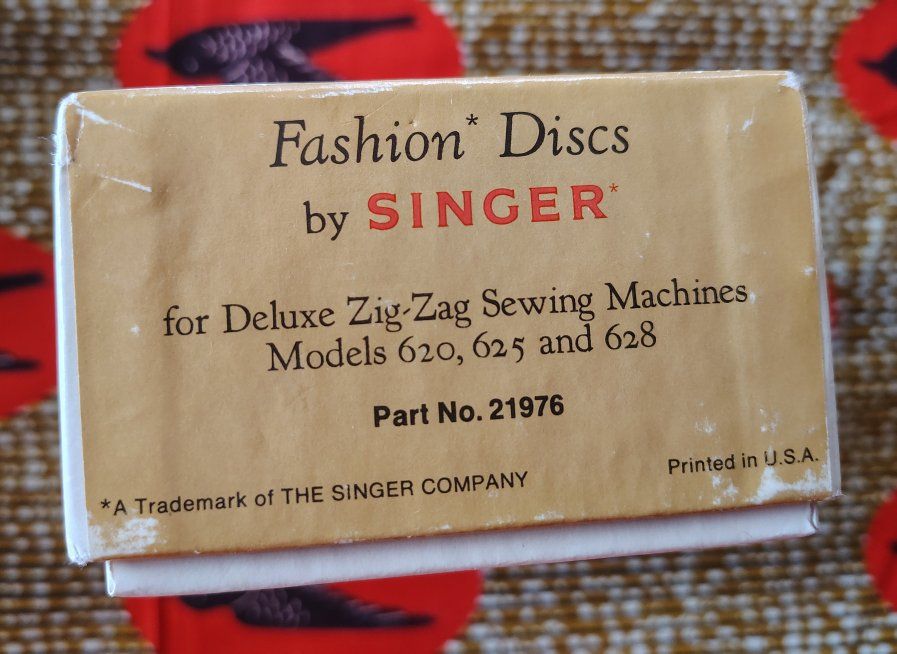 Fashion* Discs
by SINGER*
for Deluxe Zig-Zag Sewing Machines
Models 620, 625 and 628
Part No. 21976
Printed in U.S.A.
*A Trademark of THE SINGER COMPANY